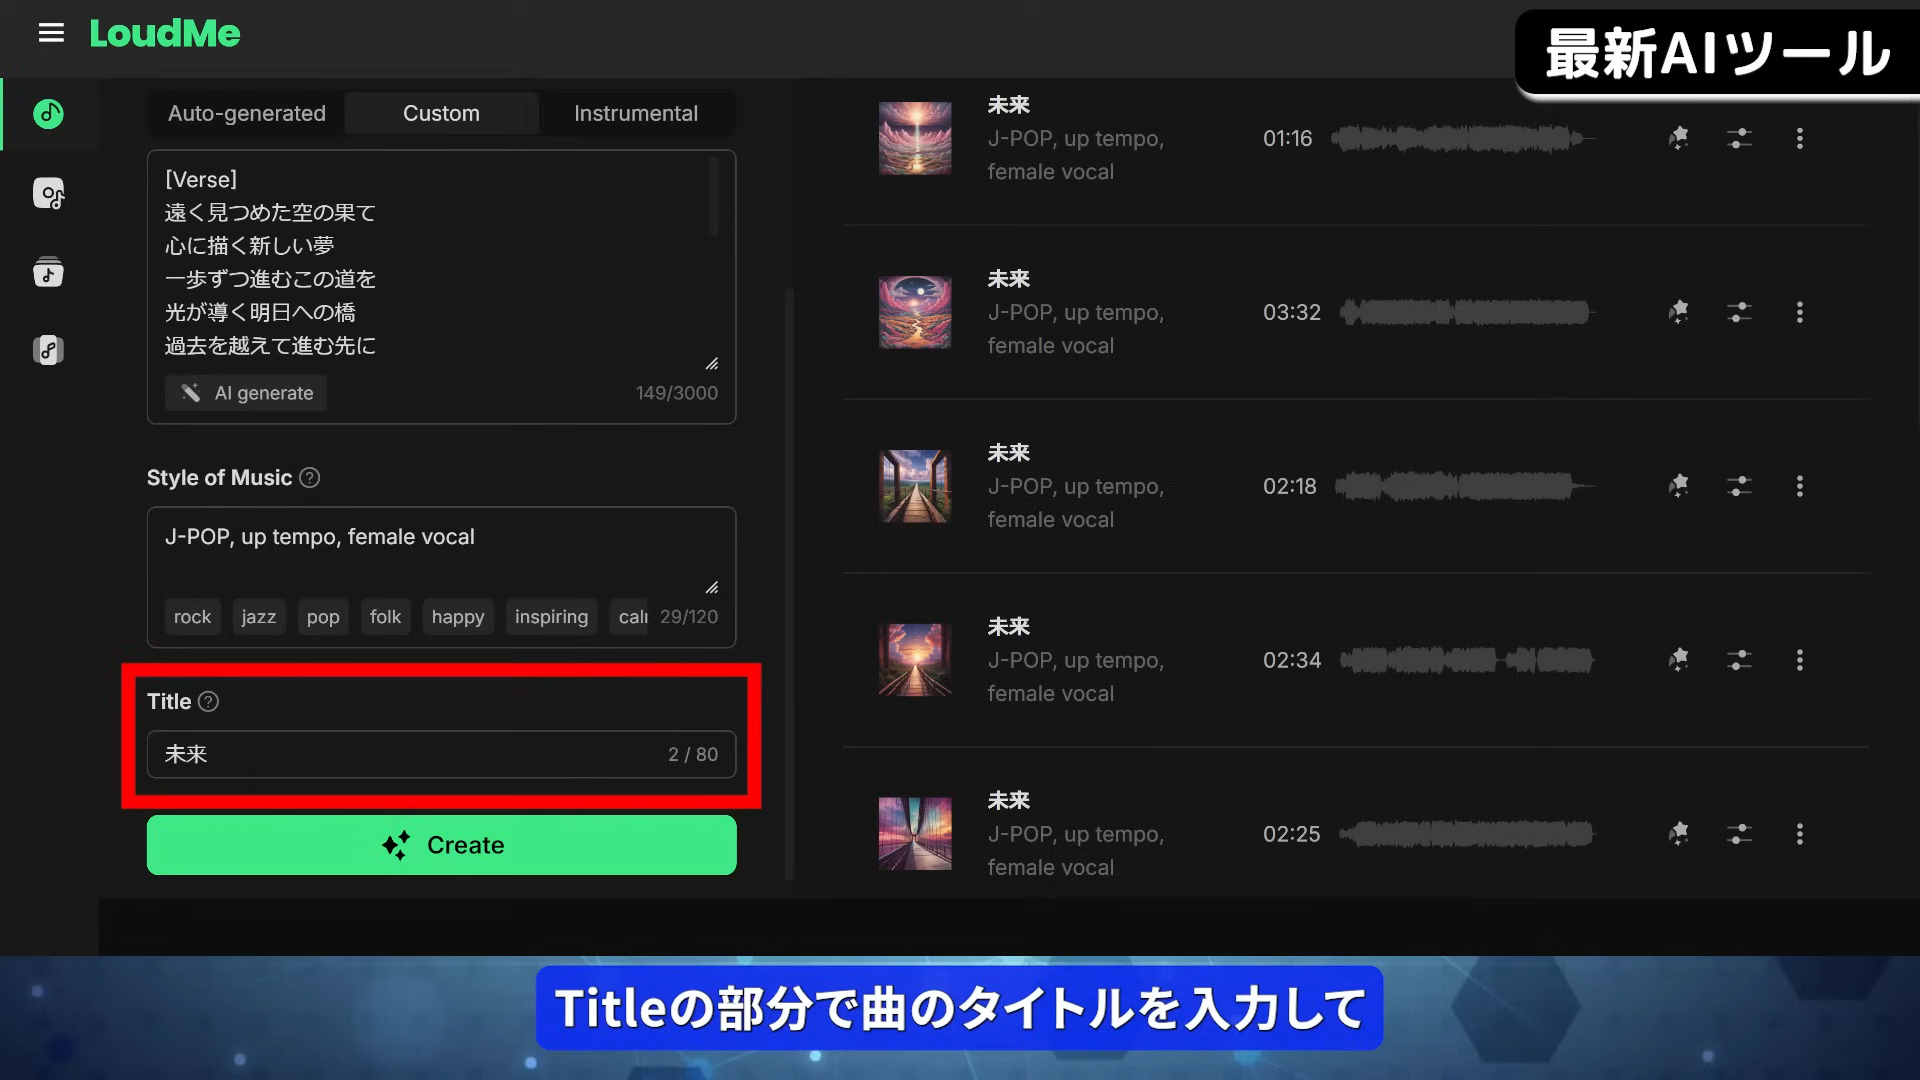 LoudMe
最新AIツール
Auto-generated
Custom
Instrumental
[Verse]
遠く見つめた空の果て
心に描く新しい夢
一歩ずつ進むこの道を
光が導く明日への橋
過去を越えて進む先に
AI generate
149/3000
Style of Music
J-POP, up tempo, female vocal
rock
jazz
pop
folk
happy
inspiring
29/120
Title
未来
2 / 80
Create
未来
J-POP, up tempo,
female vocal
01:16
未来
J-POP, up tempo,
female vocal
03:32
未来
J-POP, up tempo,
female vocal
02:18
未来
J-POP, up tempo,
female vocal
02:34
未来
J-POP, up tempo,
female vocal
02:25
Titleの部分で曲のタイトルを入力して